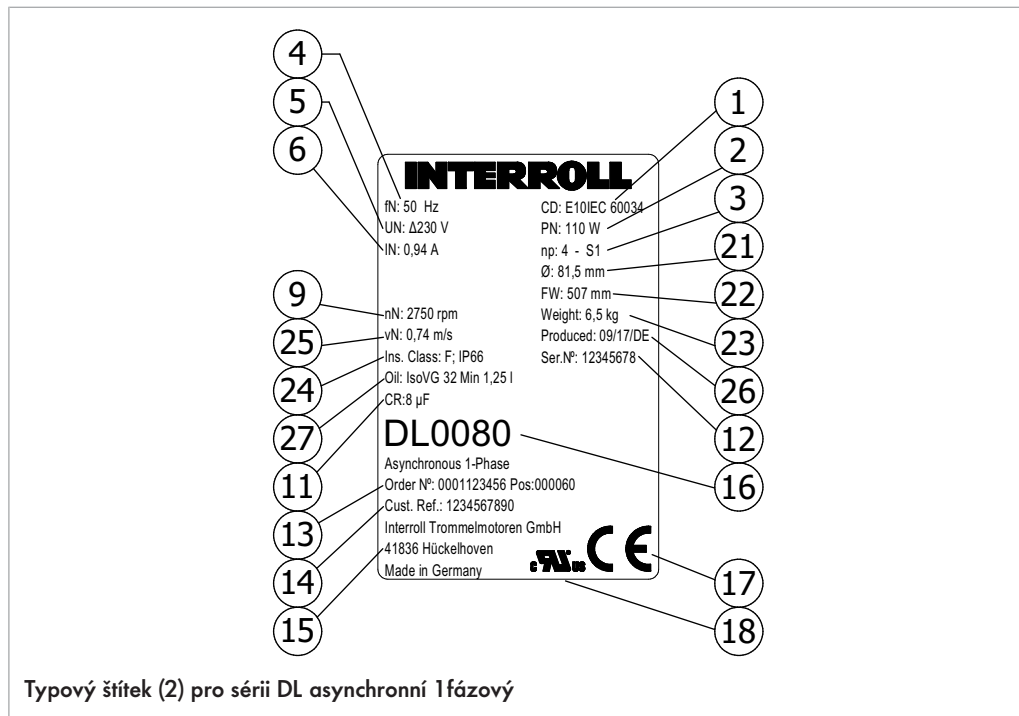 4
5
6
9
25
24
27
11
13
14
15
1
2
3
21
22
23
26
12
16
17
18
INTERROLL
fN: 50 Hz
UN: Δ230 V
IN: 0,94 A
CD: E10IEC 60034
PN: 110 W
np: 4 - S1
Ø: 81,5 mm
FW: 507 mm
Weight: 6,5 kg
Produced: 09/17/DE
Ser.Nº: 12345678
nN: 2750 rpm
vN: 0,74 m/s
Ins. Class: F; IP66
Oil: IsoVG 32 Min 1,25 l
CR:8 µF
DL0080
Asynchronous 1-Phase
Order Nº: 0001123456 Pos:000060
Cust. Ref.: 1234567890
Interroll Trommelmotoren GmbH
41836 Hückelhoven
Made in Germany
c RU US CE
Typový štítek (2) pro sérii DL asynchronní 1fázový